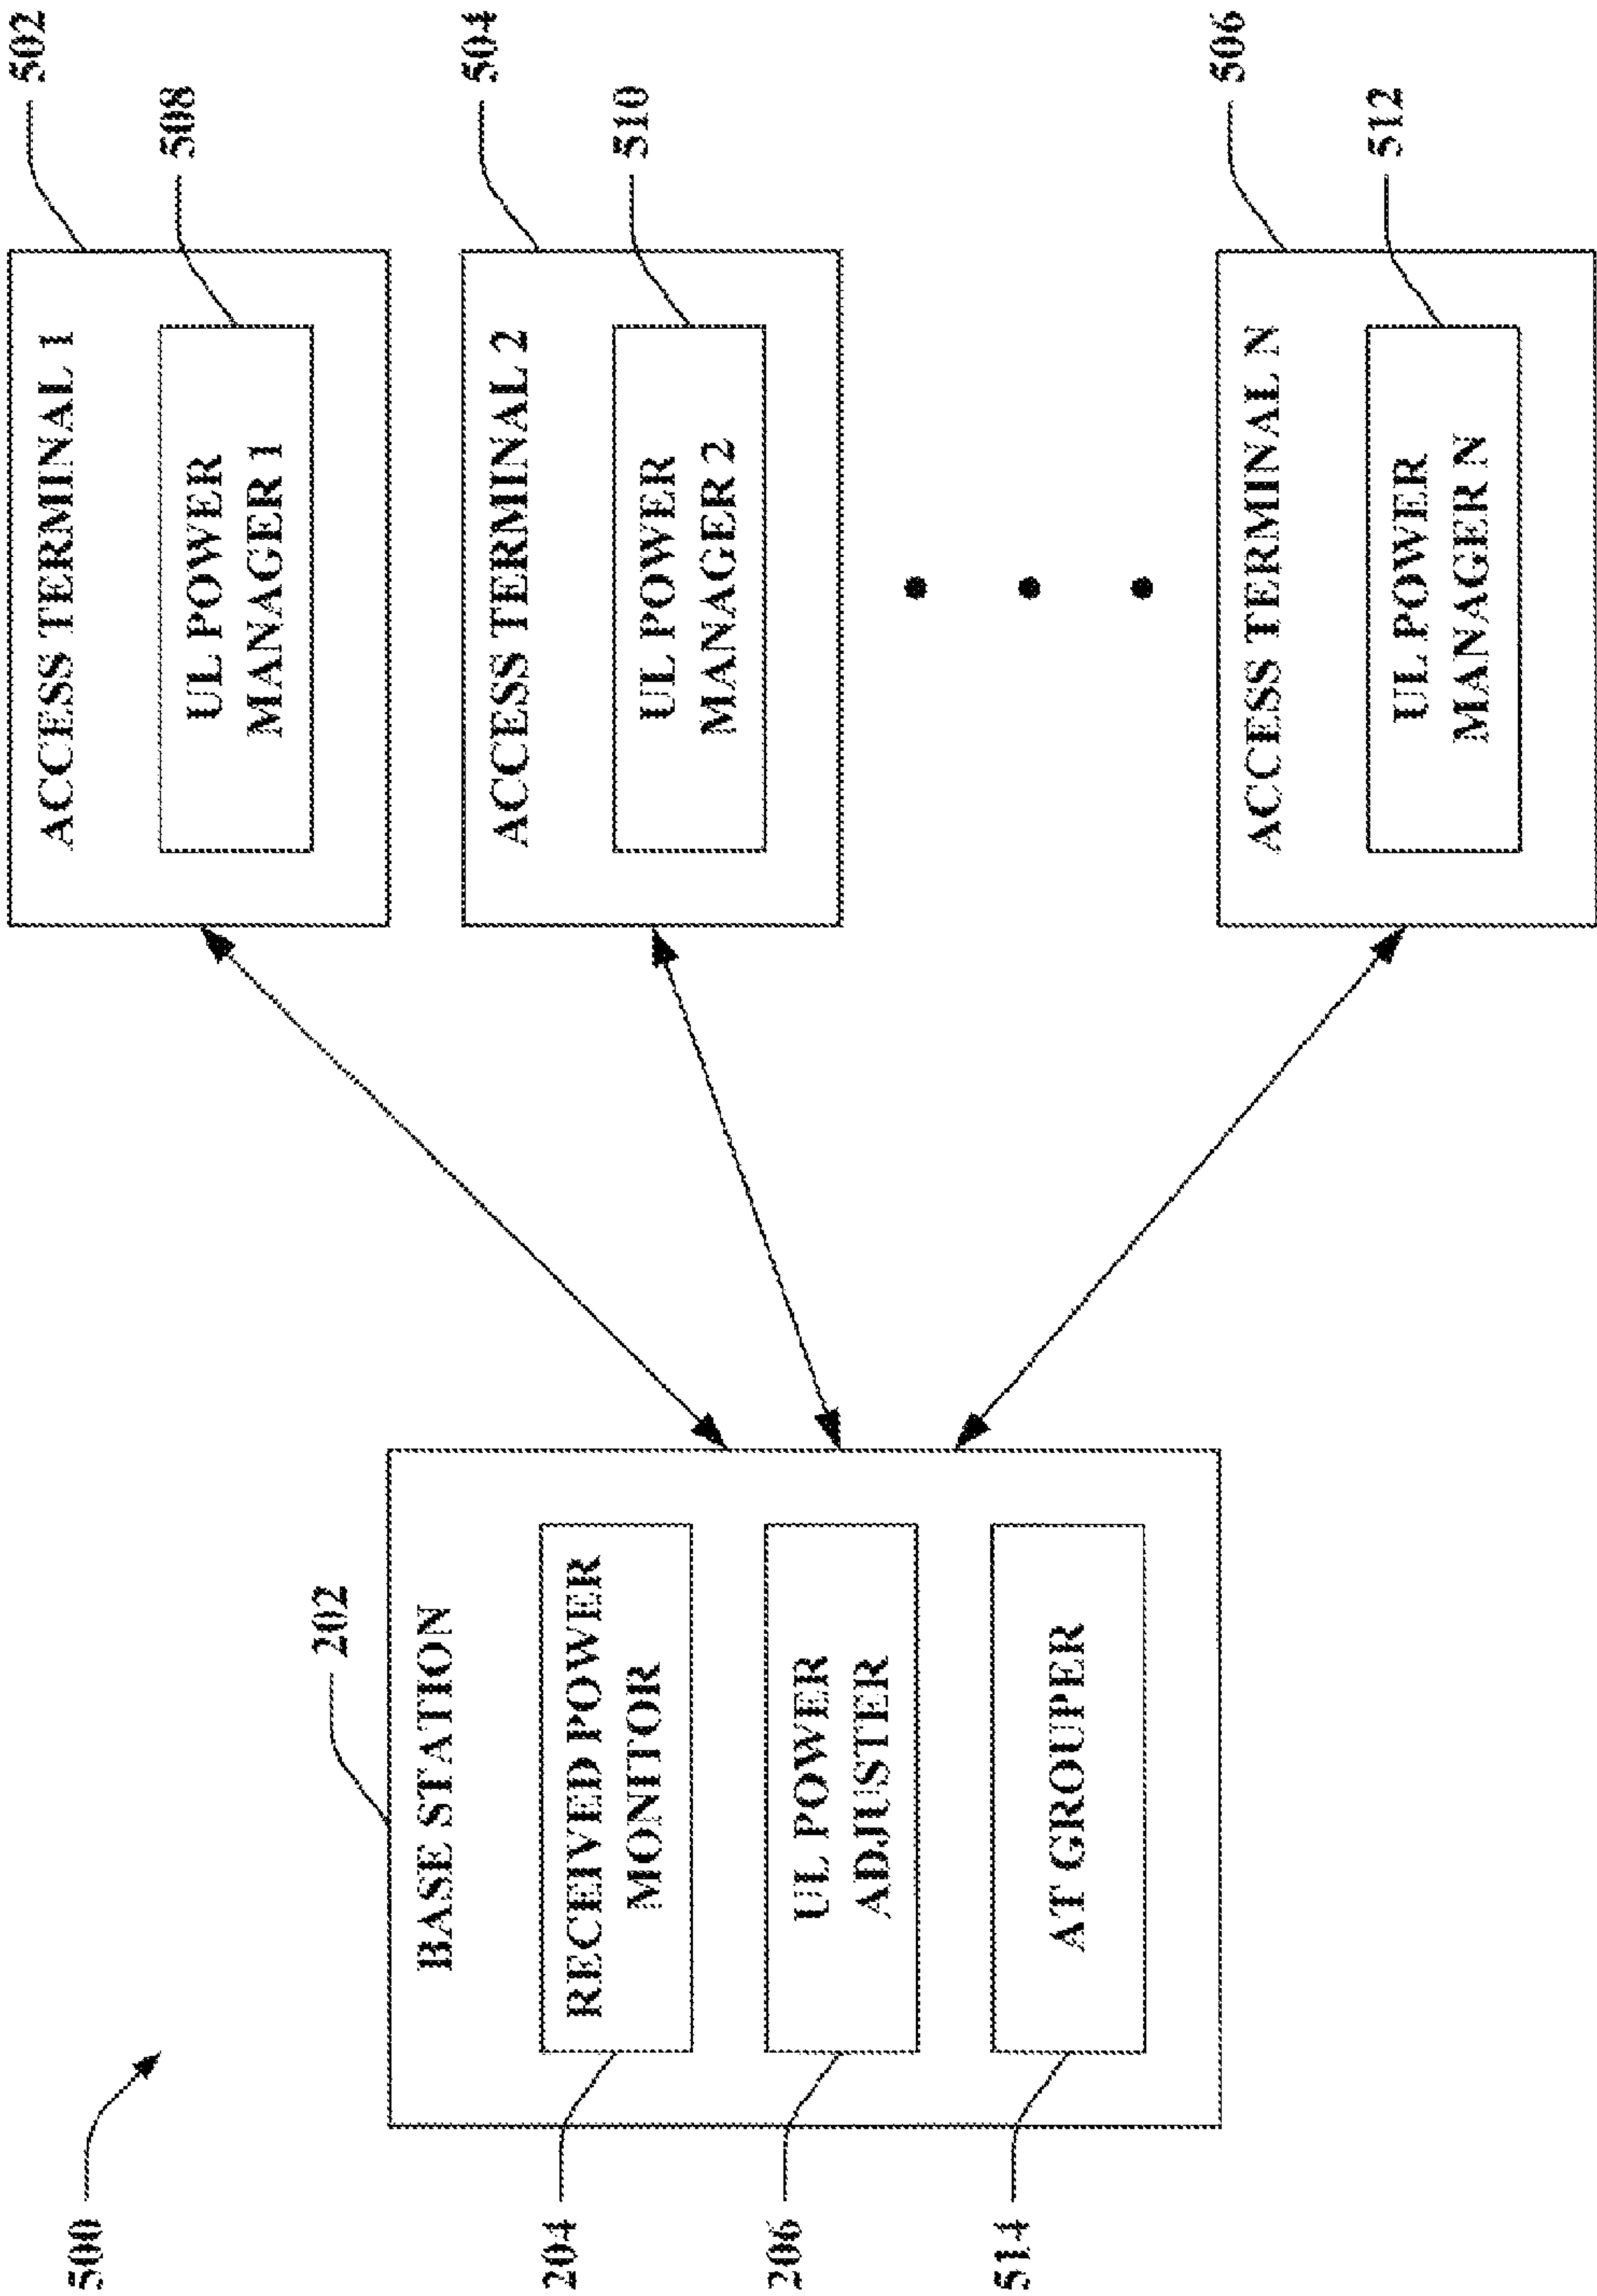 500
202
BASE STATION
204
RECEIVED POWER
MONITOR
206
UL POWER
ADJUSTER
514
AT GROUPER
502
ACCESS TERMINAL 1
508
UL POWER
MANAGER 1
504
ACCESS TERMINAL 2
510
UL POWER
MANAGER 2
506
ACCESS TERMINAL N
512
UL POWER
MANAGER N